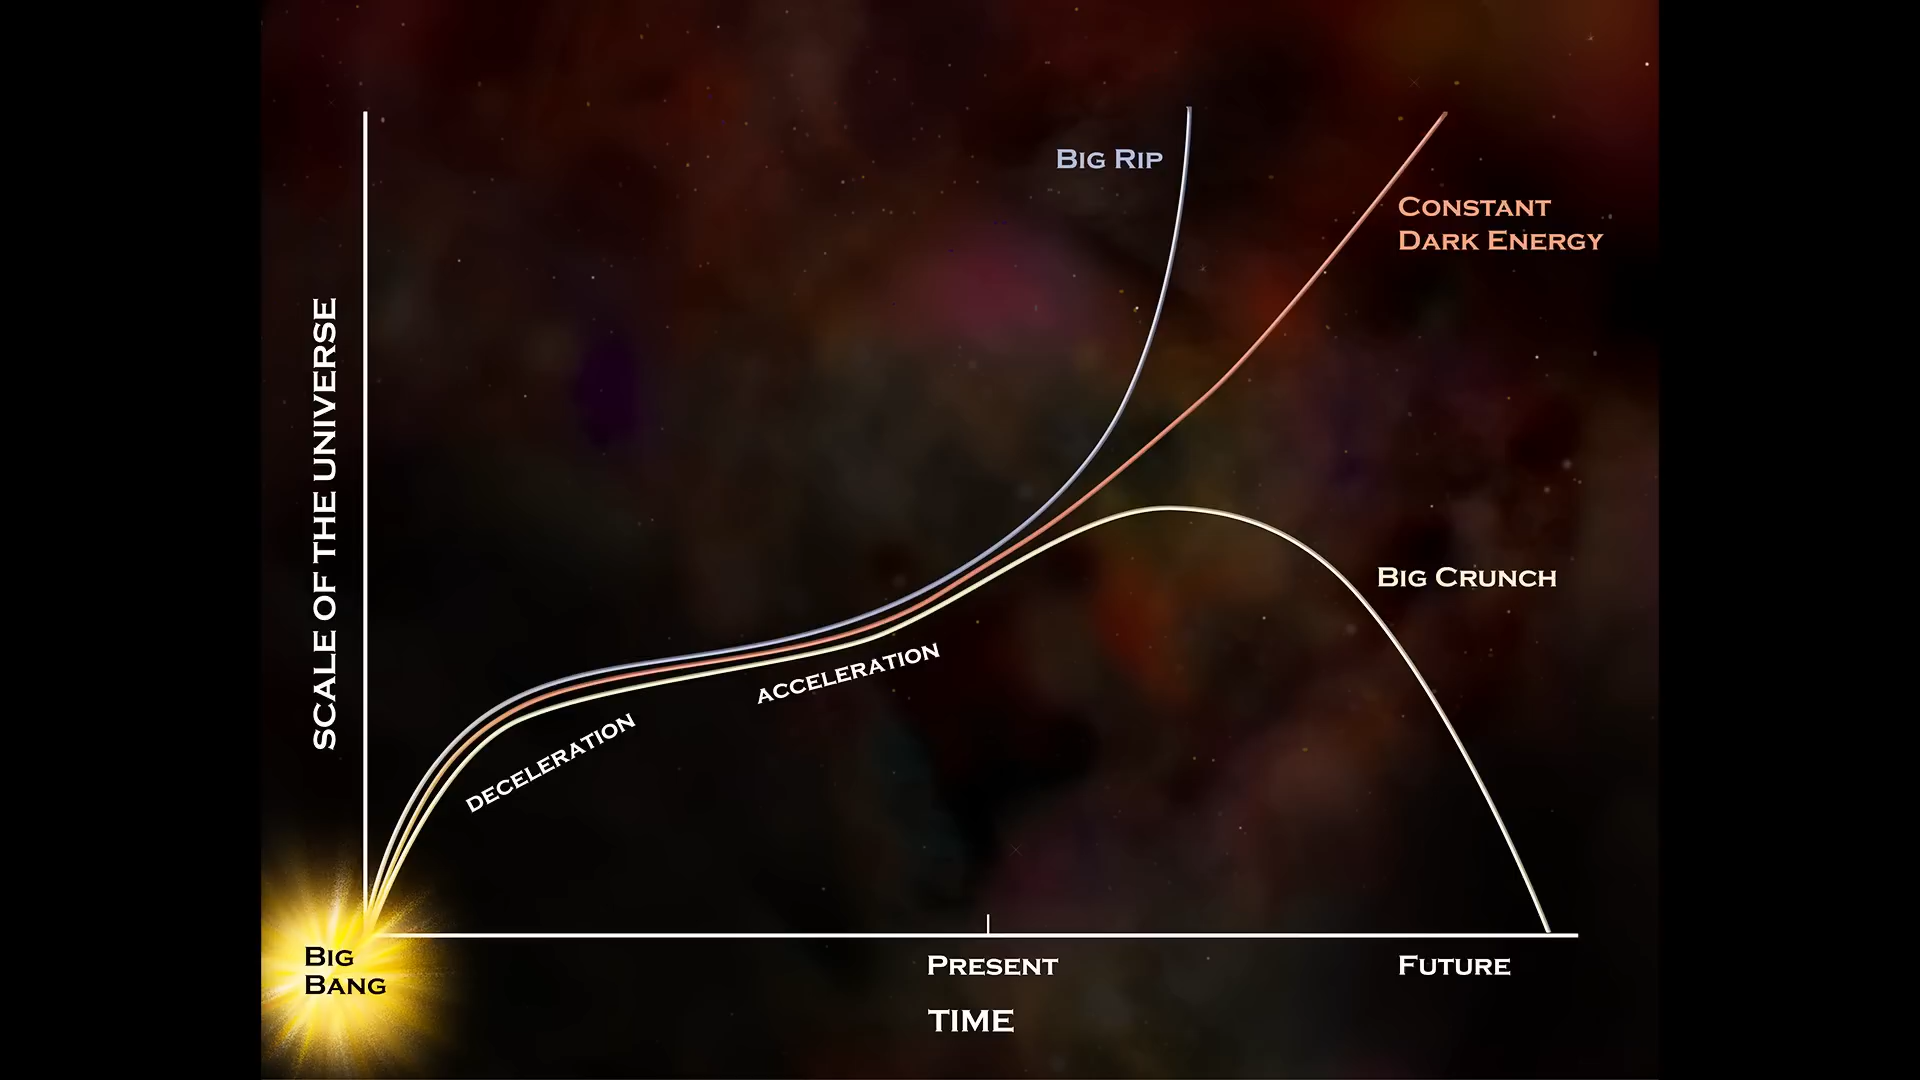 Big Rip
Constant
Dark Energy
Scale of the Universe
Big Crunch
Acceleration
Deceleration
Big
Bang
Present
Future
Time